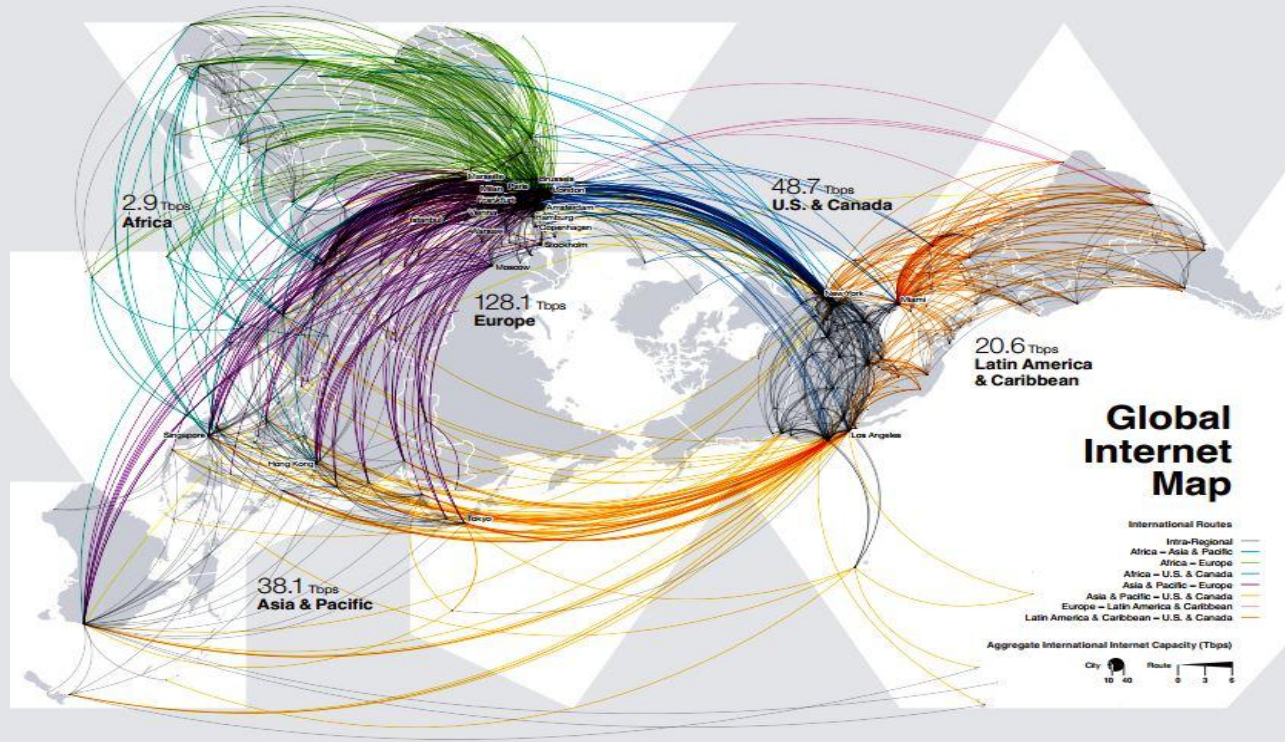 2.9 Tbps
Africa
128.1 Tbps
Europe
48.7 Tbps
U.S. & Canada
20.6 Tbps
Latin America
& Caribbean
38.1 Tbps
Asia & Pacific
Marseille
Milan
Paris
Brussels
London
Frankfurt
Amsterdam
Vienna
Hamburg
Istanbul
Copenhagen
Warsaw
Stockholm
Moscow
New York
Miami
Los Angeles
Singapore
Hong Kong
Tokyo
Global
Internet
Map
International Routes
Intra-Regional
Africa – Asia & Pacific
Africa – Europe
Africa – U.S. & Canada
Asia & Pacific – Europe
Asia & Pacific – U.S. & Canada
Europe – Latin America & Caribbean
Latin America & Caribbean – U.S. & Canada
Aggregate International Internet Capacity (Tbps)
City
10 40
Route
0 3 6